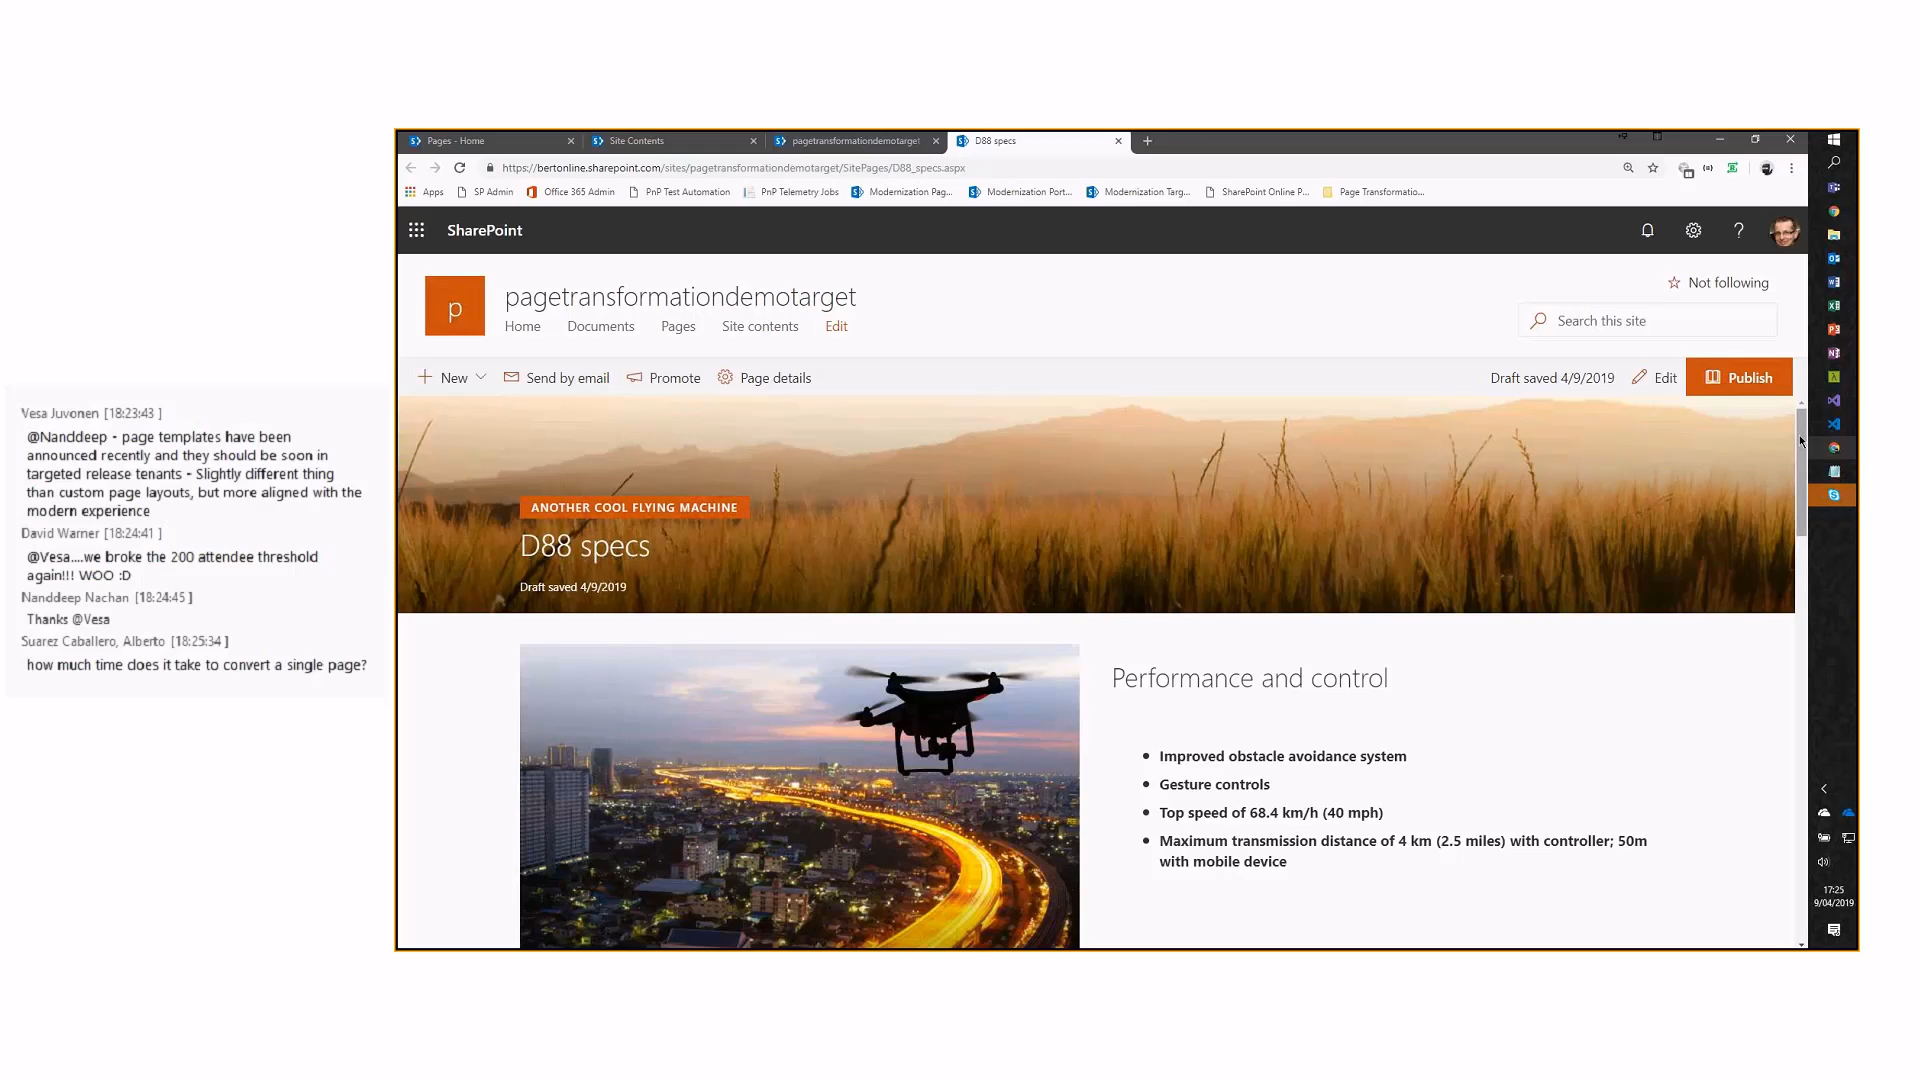 Vesa Juvonen [18:23:43 ]
@Nanddeep - page templates have been
announced recently and they should be soon in
targeted release tenants - Slightly different thing
than custom page layouts, but more aligned with the
modern experience
David Warner [18:24:41 ]
@Vesa....we broke the 200 attendee threshold
again!!! WOO :D
Nanddeep Nachan [18:24:45 ]
Thanks @Vesa
Suarez Caballero, Alberto [18:25:34 ]
how much time does it take to convert a single page?
Pages - Home
Site Contents
pagetransformationdemotarget
D88 specs
https://bertonline.sharepoint.com/sites/pagetransformationdemotarget/SitePages/D88_specs.aspx
Apps SP Admin Office 365 Admin PnP Test Automation PnP Telemetry Jobs Modernization Pag... Modernization Port... Modernization Targ... SharePoint Online P... Page Transformatio...
SharePoint
p
pagetransformationdemotarget
Not following
Home Documents Pages Site contents Edit
Search this site
New Send by email Promote Page details
Draft saved 4/9/2019 Edit Publish
ANOTHER COOL FLYING MACHINE
D88 specs
Draft saved 4/9/2019
Performance and control
Improved obstacle avoidance system
Gesture controls
Top speed of 68.4 km/h (40 mph)
Maximum transmission distance of 4 km (2.5 miles) with controller; 50m
with mobile device
17:25
9/04/2019